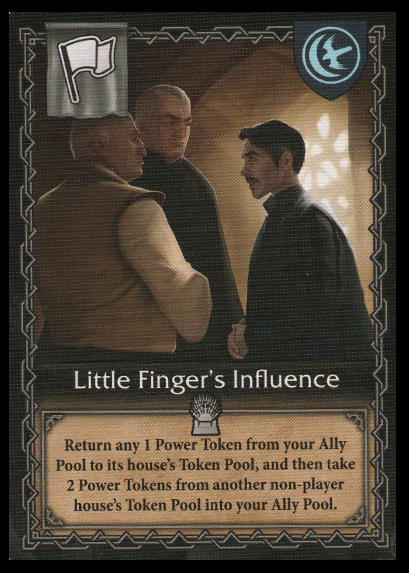 Little Finger's Influence
Return any 1 Power Token from your Ally
Pool to its house's Token Pool, and then take
2 Power Tokens from another non-player
house's Token Pool into your Ally Pool.